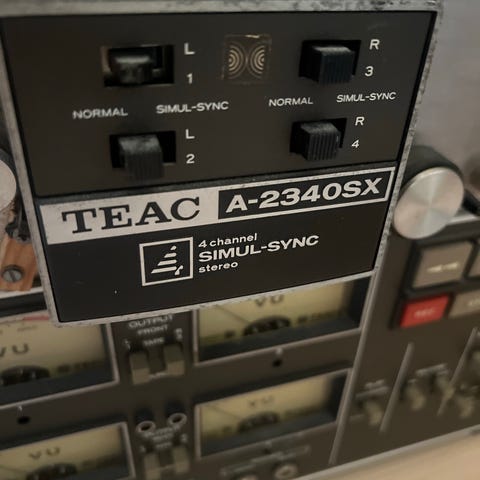 L R
1 3
NORMAL SIMUL-SYNC NORMAL SIMUL-SYNC
L R
2 4
TEAC A-2340SX
4 channel
SIMUL-SYNC
stereo
VU VU
OUTPUT
FRONT
TAPE
REC
VU VU